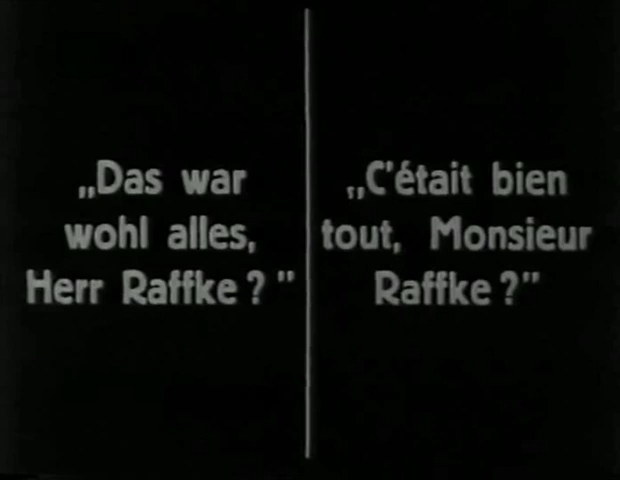 „Das war
wohl alles,
Herr Raffke?"
„C'était bien
tout, Monsieur
Raffke?"